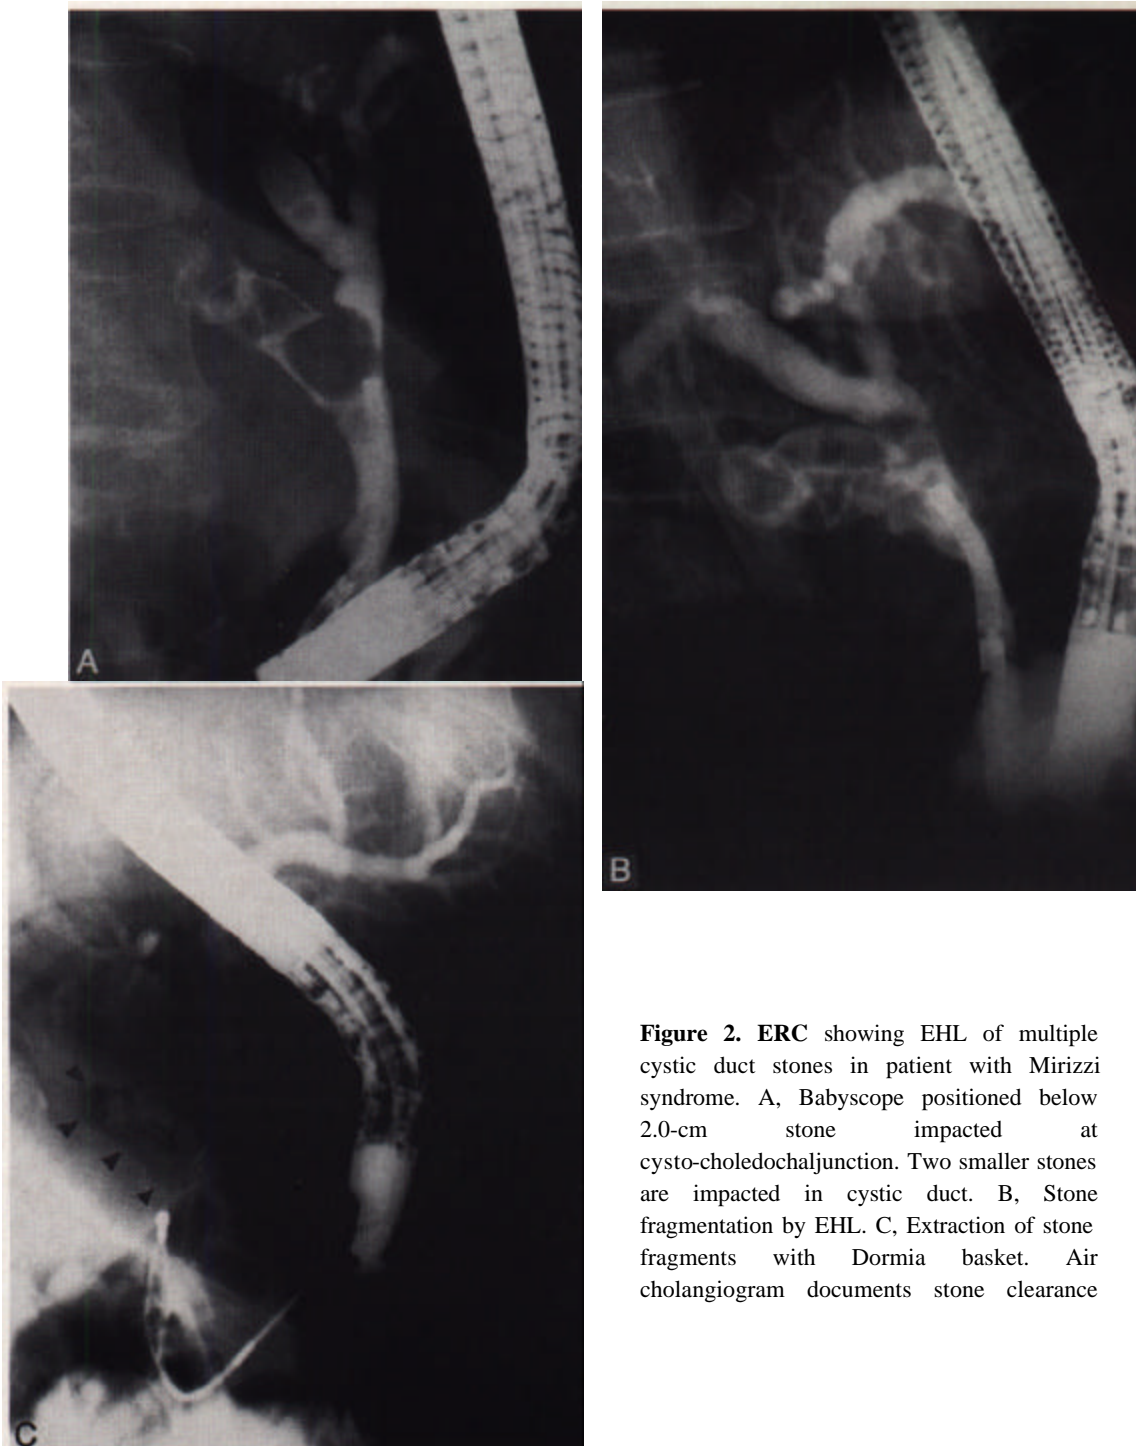 A
B
C
Figure 2. ERC showing EHL of multiple
cystic duct stones in patient with Mirizzi
syndrome. A, Babyscope positioned below
2.0-cm stone impacted at
cysto-choledochaljunction. Two smaller stones
are impacted in cystic duct. B, Stone
fragmentation by EHL. C, Extraction of stone
fragments with Dormia basket. Air
cholangiogram documents stone clearance